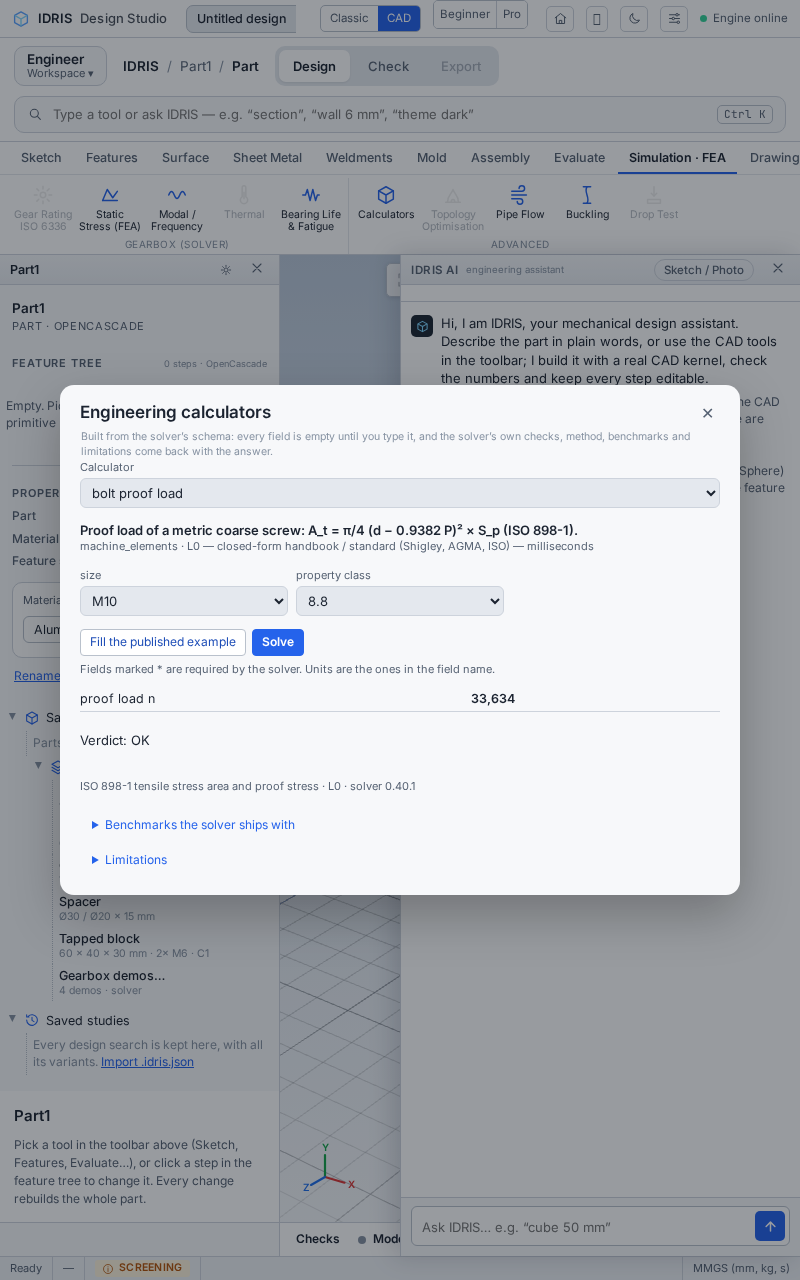 IDRIS Design Studio
Untitled design
Classic CAD
Beginner Pro
Engine online
Engineer
Workspace ▾
IDRIS / Part1 / Part
Design Check Export
Type a tool or ask IDRIS — e.g. “section”, “wall 6 mm”, “theme dark”
Ctrl K
Sketch Features Surface Sheet Metal Weldments Mold Assembly Evaluate Simulation · FEA Drawing
Gear Rating
ISO 6336
Static
Stress (FEA)
Modal /
Frequency
Thermal
Bearing Life
& Fatigue
GEARBOX (SOLVER)
Calculators
Topology
Optimisation
Pipe Flow
Buckling
Drop Test
ADVANCED
Part1
IDRIS AI engineering assistant
Sketch / Photo
Part1
PART · OPENCASCADE
FEATURE TREE
0 steps · OpenCascade
Hi, I am IDRIS, your mechanical design assistant.
Describe the part in plain words, or use the CAD tools
in the toolbar; I build it with a real CAD kernel, check
the numbers and keep every step editable.
Empty.
primitive
CAD
are
Sphere)
feature
Part
Material
Feature
Rename
Engineering calculators
Built from the solver’s schema: every field is empty until you type it, and the solver’s own checks, method, benchmarks and
limitations come back with the answer.
Calculator
bolt proof load
Proof load of a metric coarse screw: A_t = π/4 (d − 0.9382 P)² × S_p (ISO 898-1).
machine_elements · L0 — closed-form handbook / standard (Shigley, AGMA, ISO) — milliseconds
size
property class
M10
8.8
Fill the published example
Solve
Fields marked * are required by the solver. Units are the ones in the field name.
proof load n 33,634
Verdict: OK
ISO 898-1 tensile stress area and proof stress · L0 · solver 0.40.1
Benchmarks the solver ships with
Limitations
Spacer
Ø30 / Ø20 × 15 mm
Tapped block
60 × 40 × 30 mm · 2× M6 · C1
Gearbox demos…
4 demos · solver
Saved studies
Every design search is kept here, with all
its variants. Import .idris.json
Part1
Pick a tool in the toolbar above (Sketch,
Features, Evaluate…), or click a step in the
feature tree to change it. Every change
rebuilds the whole part.
Y
X
Z
Checks
Ask IDRIS… e.g. “cube 50 mm”
Ready
—
SCREENING
MMGS (mm, kg, s)